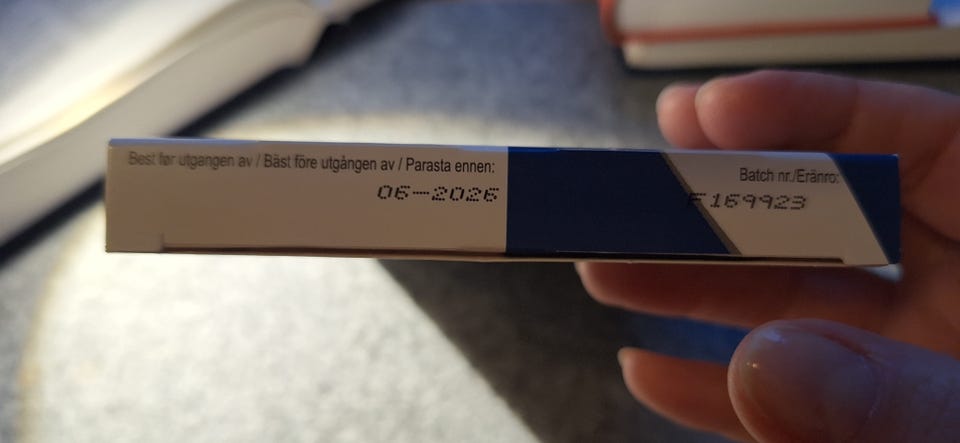 Best før utgangen av / Bäst före utgången av / Parasta ennen:
06-2026
Batch nr./Eränro:
F169923